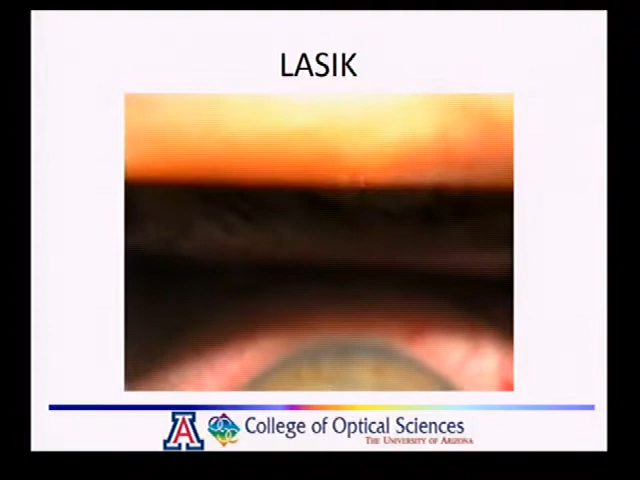 LASIK
A
College of Optical Sciences
THE UNIVERSITY OF ARIZONA